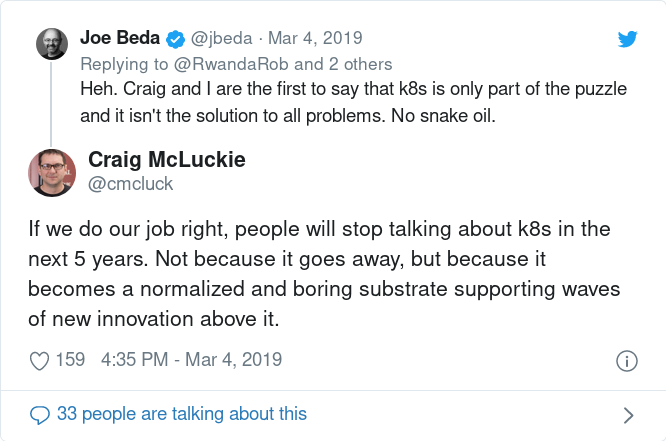 Joe Beda @jbeda · Mar 4, 2019
Replying to @RwandaRob and 2 others
Heh. Craig and I are the first to say that k8s is only part of the puzzle
and it isn't the solution to all problems. No snake oil.
Craig McLuckie
@cmcluck
If we do our job right, people will stop talking about k8s in the
next 5 years. Not because it goes away, but because it
becomes a normalized and boring substrate supporting waves
of new innovation above it.
159 4:35 PM - Mar 4, 2019
33 people are talking about this